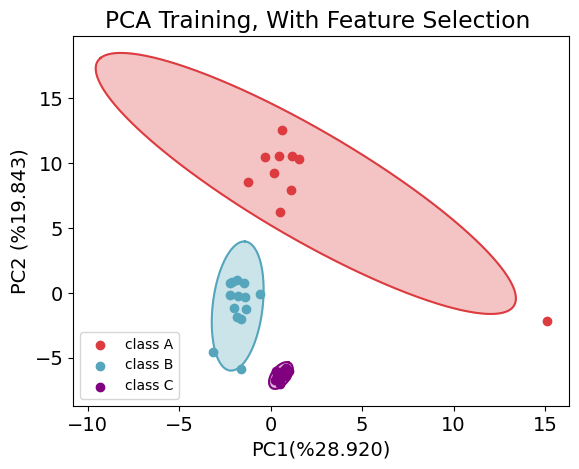 PCA Training, With Feature Selection
PC2 (%19.843)
15
10
5
0
−5
class A
class B
class C
−10
−5
0
5
10
15
PC1(%28.920)